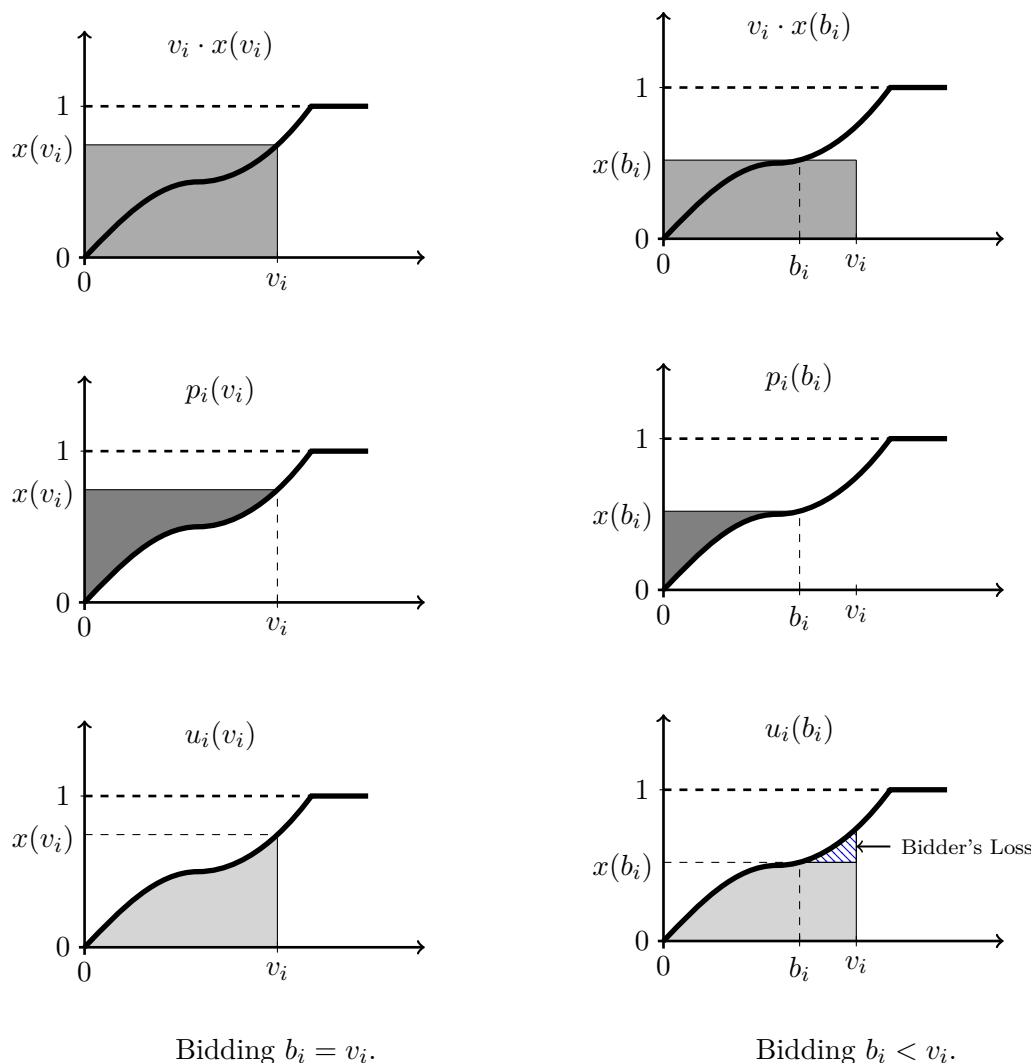 v_i · x(v_i)
1
x(v_i)
0
0
v_i
v_i · x(b_i)
1
x(b_i)
0
0
b_i
v_i
p_i(v_i)
1
x(v_i)
0
0
v_i
p_i(b_i)
1
x(b_i)
0
0
b_i
v_i
u_i(v_i)
1
x(v_i)
0
0
v_i
u_i(b_i)
1
Bidder's Loss
x(b_i)
0
0
b_i
v_i
Bidding b_i = v_i.
Bidding b_i < v_i.